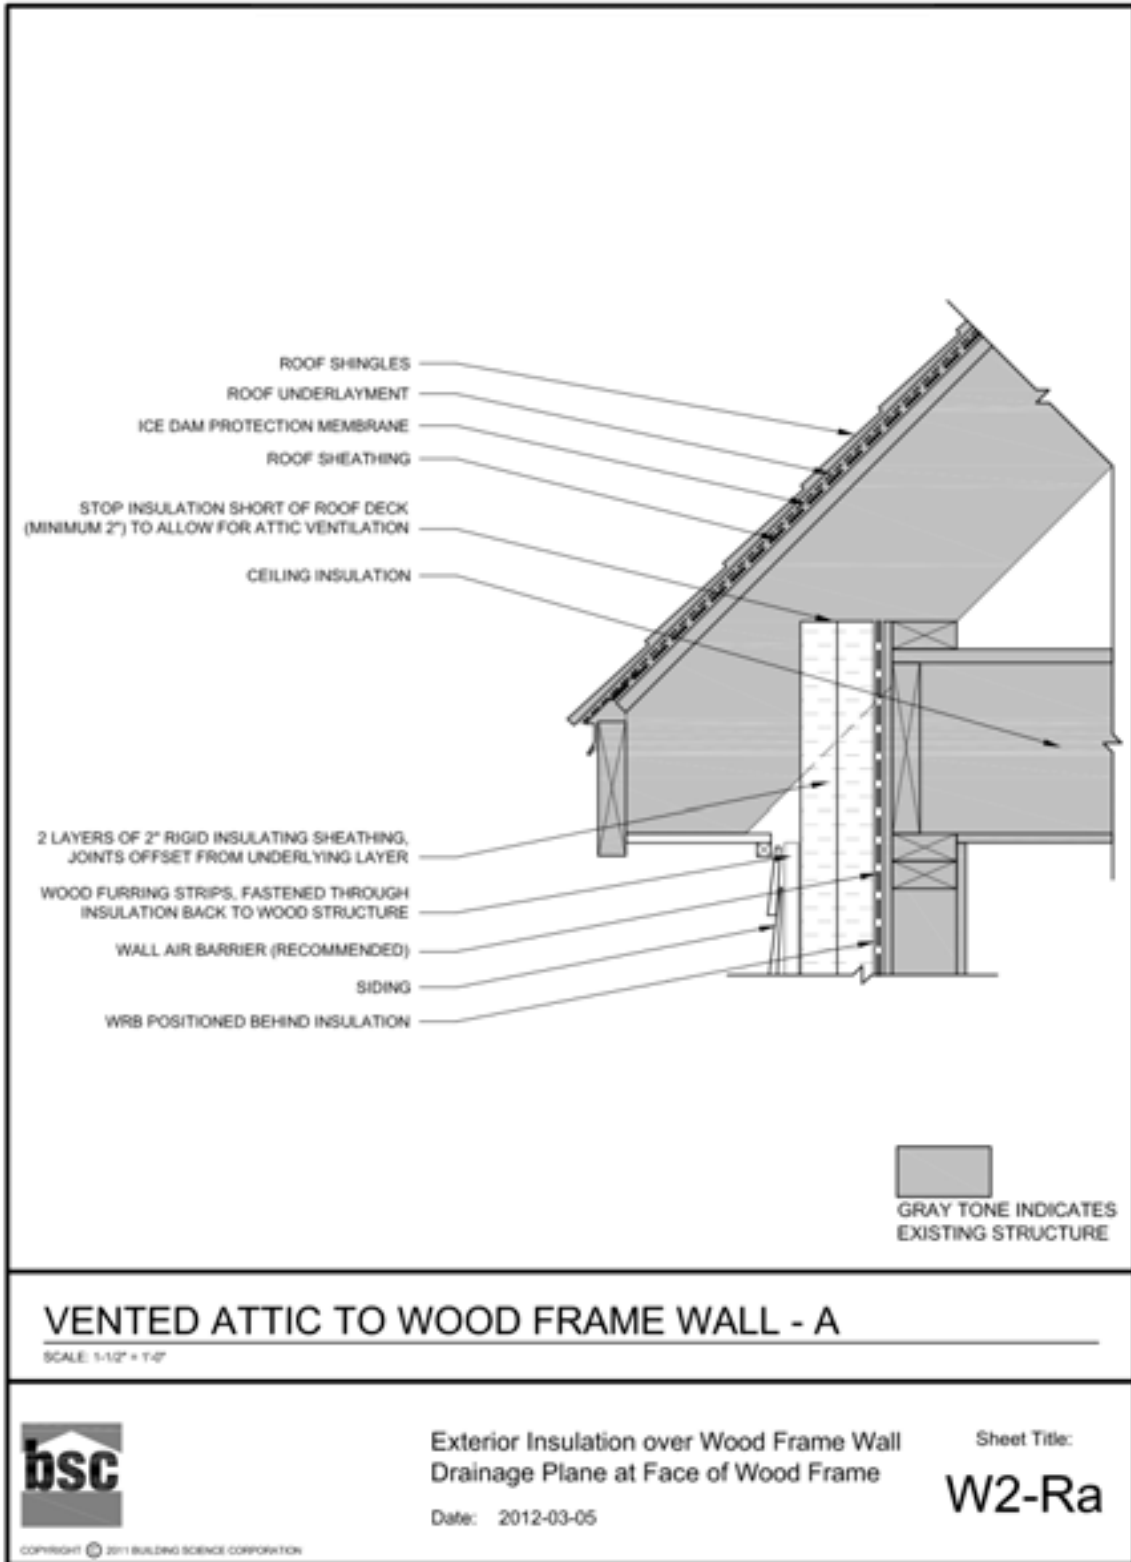 ROOF SHINGLES
ROOF UNDERLAYMENT
ICE DAM PROTECTION MEMBRANE
ROOF SHEATHING
STOP INSULATION SHORT OF ROOF DECK
(MINIMUM 2") TO ALLOW FOR ATTIC VENTILATION
CEILING INSULATION
2 LAYERS OF 2" RIGID INSULATING SHEATHING,
JOINTS OFFSET FROM UNDERLYING LAYER
WOOD FURRING STRIPS, FASTENED THROUGH
INSULATION BACK TO WOOD STRUCTURE
WALL AIR BARRIER (RECOMMENDED)
SIDING
WRB POSITIONED BEHIND INSULATION
GRAY TONE INDICATES
EXISTING STRUCTURE
VENTED ATTIC TO WOOD FRAME WALL - A
SCALE: 1-1/2" = 1'-0"
bsc
Exterior Insulation over Wood Frame Wall
Drainage Plane at Face of Wood Frame
Date: 2012-03-05
Sheet Title:
W2-Ra
COPYRIGHT © 2011 BUILDING SCIENCE CORPORATION